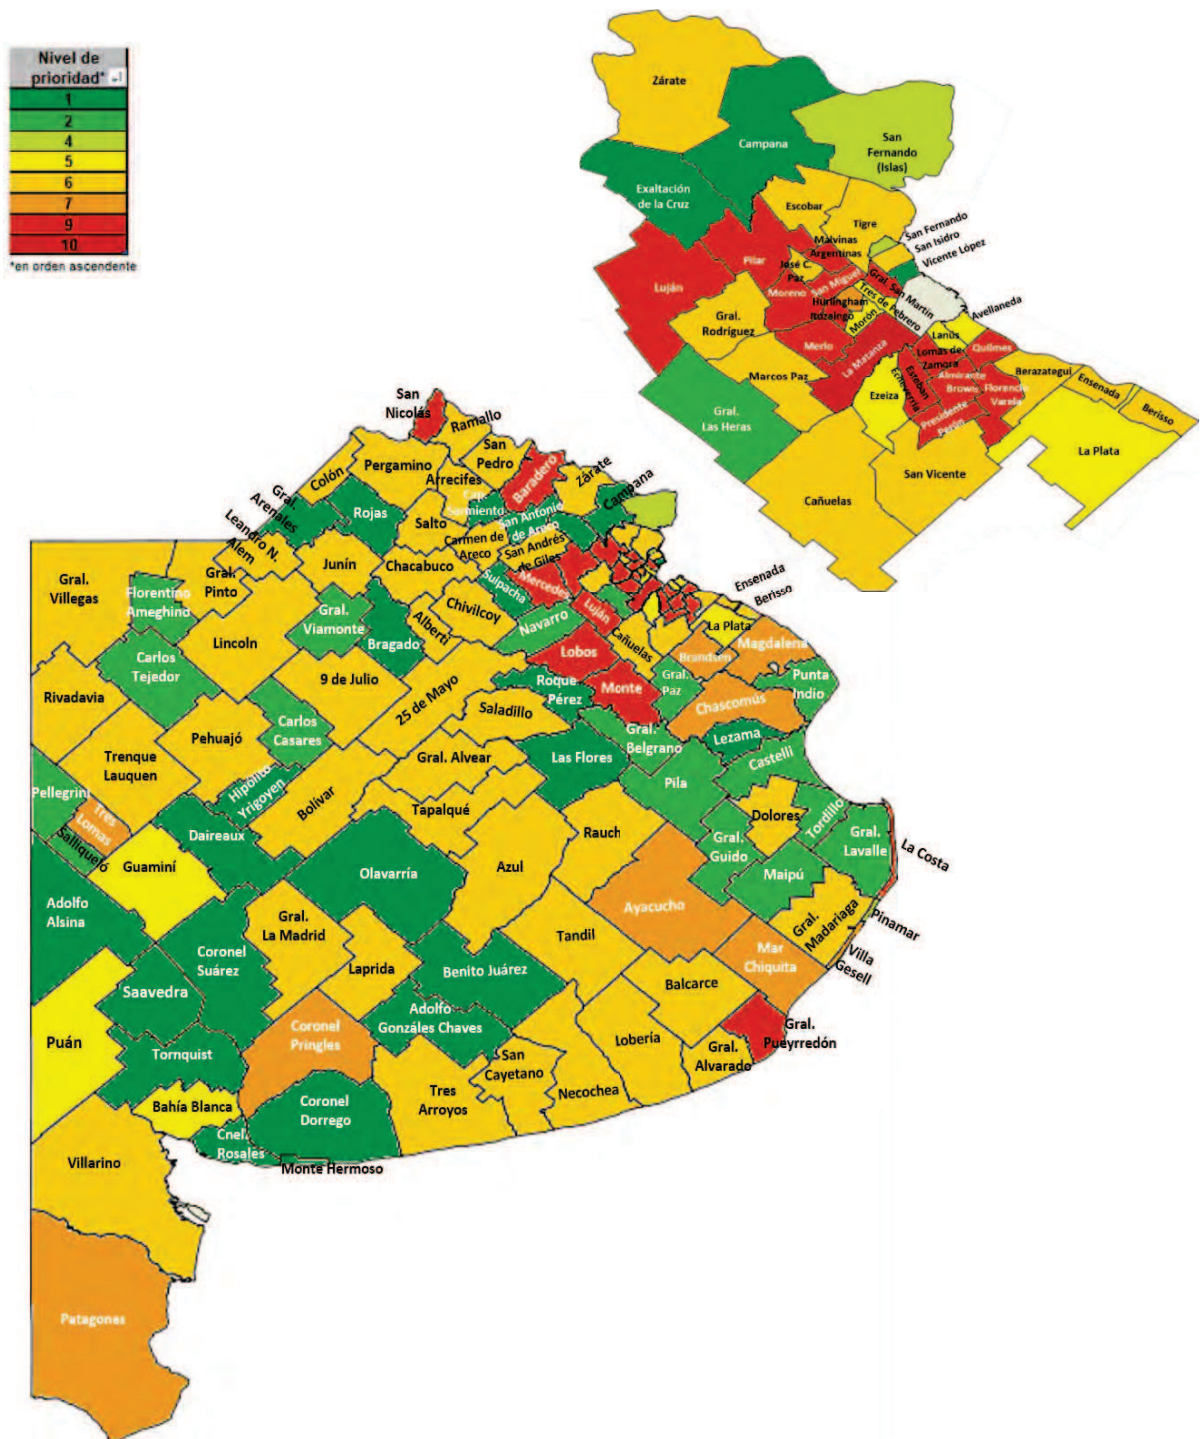 Nivel de
prioridad*
1
2
4
5
6
7
9
10
*en orden ascendente
Zárate
Campana
San
Fernando
(Islas)
Exaltación
de la Cruz
Escobar
Tigre
San Fernando
San Isidro
Vicente López
Malvinas
Argentinas
Pilar
José C.
Paz
San Miguel
Gral. San Martin
Luján
Moreno
Hurlingham
Ituzaingó
Tres de Febrero
Morón
Avellaneda
Gral.
Rodríguez
Merlo
La Matanza
Lanús
Lomas de
Zamora
Quilmes
Marcos Paz
Ezeiza
Esteban
Echeverría
Almirante
Brown
Florencio
Varela
Berazategui
Ensenada
Berisso
Presidente
Perón
Gral.
Las Heras
La Plata
San Vicente
Cañuelas
San
Nicolás
Ramallo
San
Pedro
Pergamino
Colón
Arrecifes
Baradero
Zárate
Campana
Gral.
Arenales
Rojas
Cap.
Sarmiento
Salto
San Antonio
de Areco
Leandro N.
Alem
Carmen de
Areco
San Andrés
de Giles
Junín
Chacabuco
Gral.
Villegas
Gral.
Pinto
Florentino
Ameghino
Suipacha
Mercedes
Ensenada
Berisso
Gral.
Viamonte
Chivilcoy
Luján
Alberti
Navarro
La Plata
Lincoln
Bragado
Cañuelas
Magdalena
Carlos
Tejedor
Lobos
Brandsen
9 de Julio
Roque
Pérez
Monte
Gral.
Paz
Punta
Indio
Rivadavia
25 de Mayo
Saladillo
Chascomús
Carlos
Casares
Pehuajó
Gral.
Belgrano
Lezama
Trenque
Lauquen
Gral. Alvear
Las Flores
Castelli
Hipólito
Yrigoyen
Pila
Pellegrini
Bolívar
Tapalqué
Tres
Lomas
Dolores
Tordillo
Daireaux
Rauch
Salliqueló
Gral.
Guido
Gral.
Lavalle
La Costa
Guaminí
Azul
Olavarría
Maipú
Adolfo
Alsina
Ayacucho
Gral.
La Madrid
Gral.
Madariaga
Pinamar
Tandil
Coronel
Suárez
Mar
Chiquita
Villa
Gesell
Laprida
Benito Juárez
Saavedra
Balcarce
Adolfo
Gonzáles Chaves
Coronel
Pringles
Gral.
Pueyrredón
Puán
Lobería
Tornquist
San
Cayetano
Gral.
Alvarado
Tres
Arroyos
Necochea
Bahía Blanca
Coronel
Dorrego
Cnel.
Rosales
Villarino
Monte Hermoso
Patagones